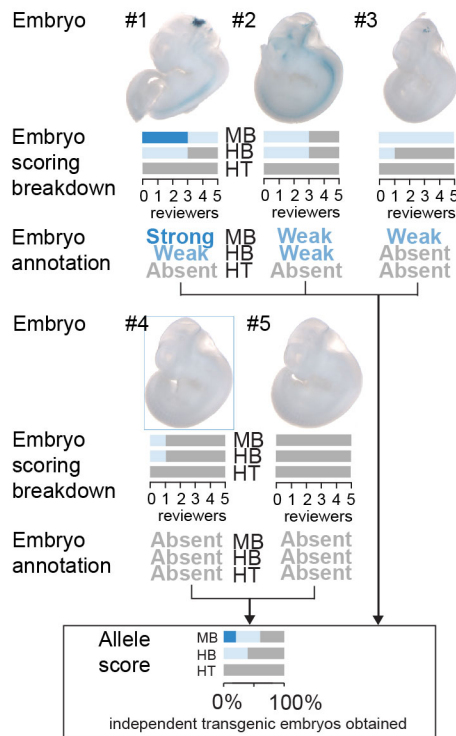 Embryo #1 #2 #3
Embryo MB
scoring HB
breakdown HT
0 1 2 3 4 5 0 1 2 3 4 5 0 1 2 3 4 5
reviewers reviewers reviewers
Embryo Strong MB Weak Weak
annotation Weak HB Weak Absent
Absent HT Absent Absent
Embryo #4 #5
Embryo MB
scoring HB
breakdown HT
0 1 2 3 4 5 0 1 2 3 4 5
reviewers reviewers
Embryo Absent MB Absent
annotation Absent HB Absent
Absent HT Absent
Allele MB
score HB
HT
0% 100%
independent transgenic embryos obtained